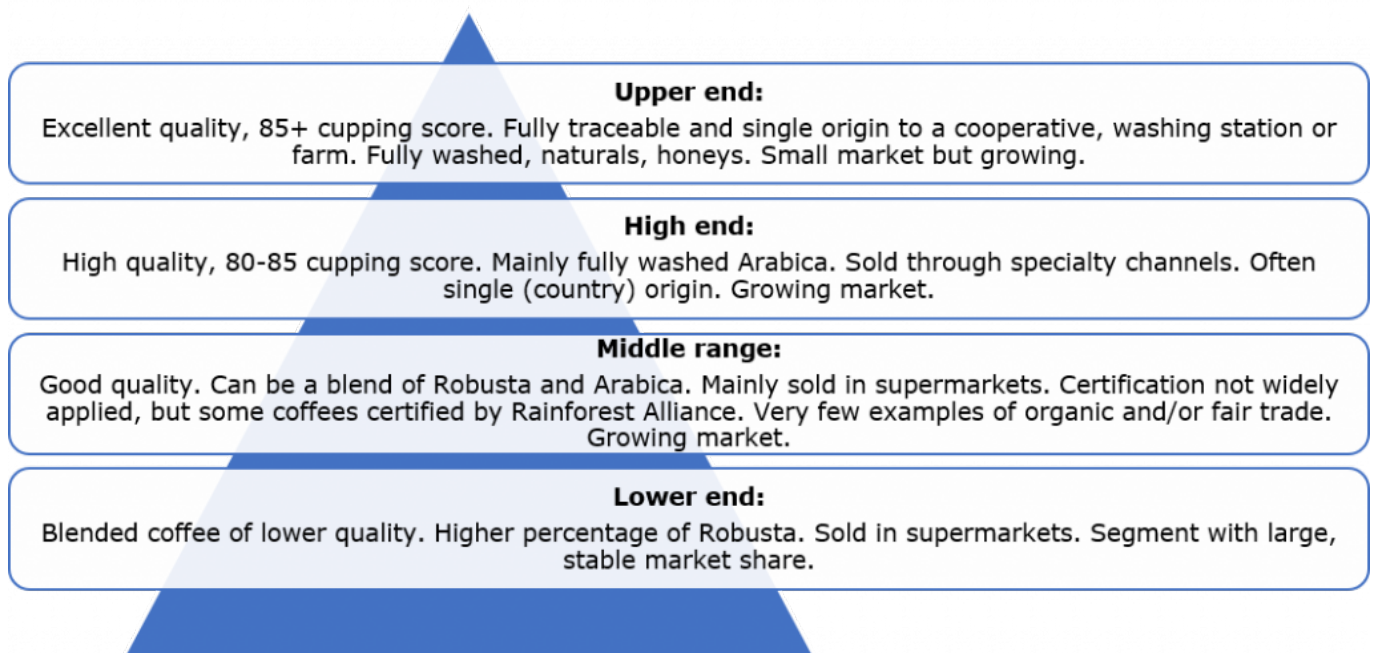 Upper end:
Excellent quality, 85+ cupping score. Fully traceable and single origin to a cooperative, washing station or
farm. Fully washed, naturals, honeys. Small market but growing.
High end:
High quality, 80-85 cupping score. Mainly fully washed Arabica. Sold through specialty channels. Often
single (country) origin. Growing market.
Middle range:
Good quality. Can be a blend of Robusta and Arabica. Mainly sold in supermarkets. Certification not widely
applied, but some coffees certified by Rainforest Alliance. Very few examples of organic and/or fair trade.
Growing market.
Lower end:
Blended coffee of lower quality. Higher percentage of Robusta. Sold in supermarkets. Segment with large,
stable market share.